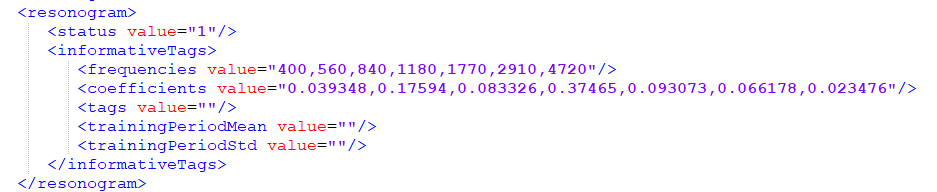 <resonogram>
<status value="1"/>
<informativeTags>
<frequencies value="400,560,840,1180,1770,2910,4720"/>
<coefficients value="0.039348,0.17594,0.083326,0.37465,0.093073,0.066178,0.023476"/>
<tags value=""/>
<trainingPeriodMean value=""/>
<trainingPeriodStd value=""/>
</informativeTags>
</resonogram>